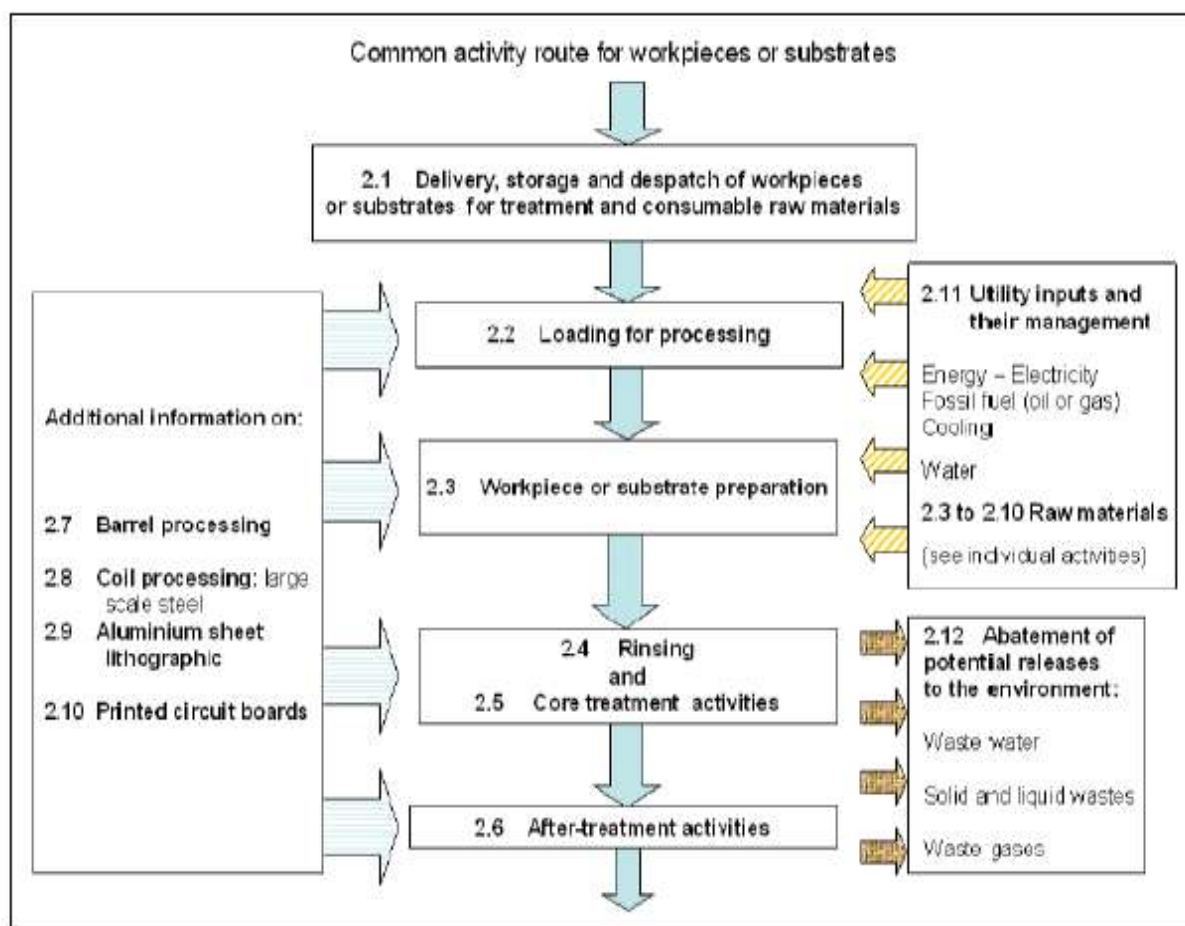 Common activity route for workpieces or substrates
2.1 Delivery, storage and despatch of workpieces
or substrates for treatment and consumable raw materials
2.2 Loading for processing
2.3 Workpiece or substrate preparation
2.4 Rinsing
and
2.5 Core treatment activities
2.6 After-treatment activities
Additional information on:
2.7 Barrel processing
2.8 Coil processing: large
scale steel
2.9 Aluminium sheet
lithographic
2.10 Printed circuit boards
2.11 Utility inputs and
their management
Energy – Electricity
Fossil fuel (oil or gas)
Cooling
Water
2.3 to 2.10 Raw materials
(see individual activities)
2.12 Abatement of
potential releases
to the environment:
Waste water
Solid and liquid wastes
Waste gases